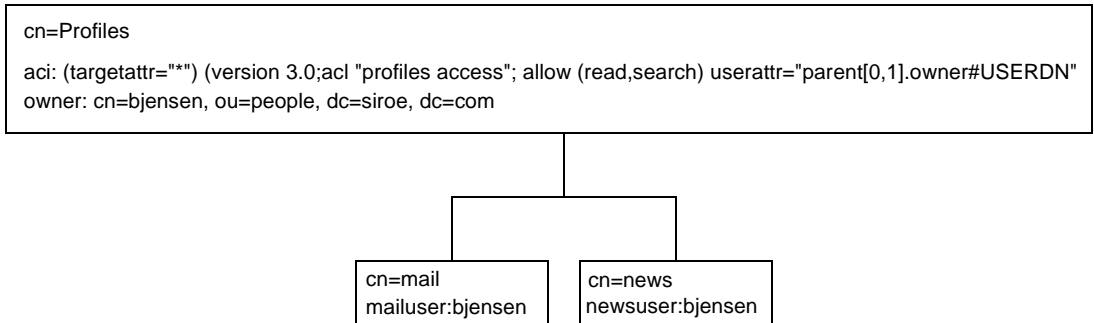 cn=Profiles
aci: (targetattr="*") (version 3.0;acl "profiles access"; allow (read,search) userattr="parent[0,1].owner#USERDN"
owner: cn=bjensen, ou=people, dc=siroe, dc=com
cn=mail
mailuser:bjensen
cn=news
newsuser:bjensen